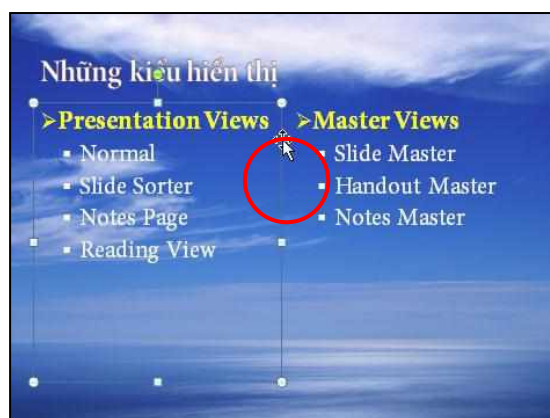 Những kiểu hiển thị
➢Presentation Views
▪ Normal
▪ Slide Sorter
▪ Notes Page
▪ Reading View
➢Master Views
▪ Slide Master
▪ Handout Master
▪ Notes Master